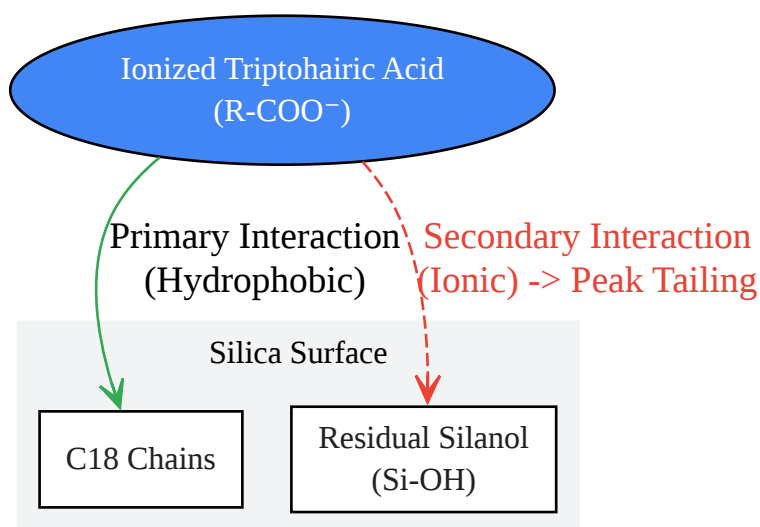 Ionized Triptohairic Acid
(R-COO⁻)
Primary Interaction
(Hydrophobic)
Secondary Interaction
(Ionic) -> Peak Tailing
Silica Surface
C18 Chains
Residual Silanol
(Si-OH)